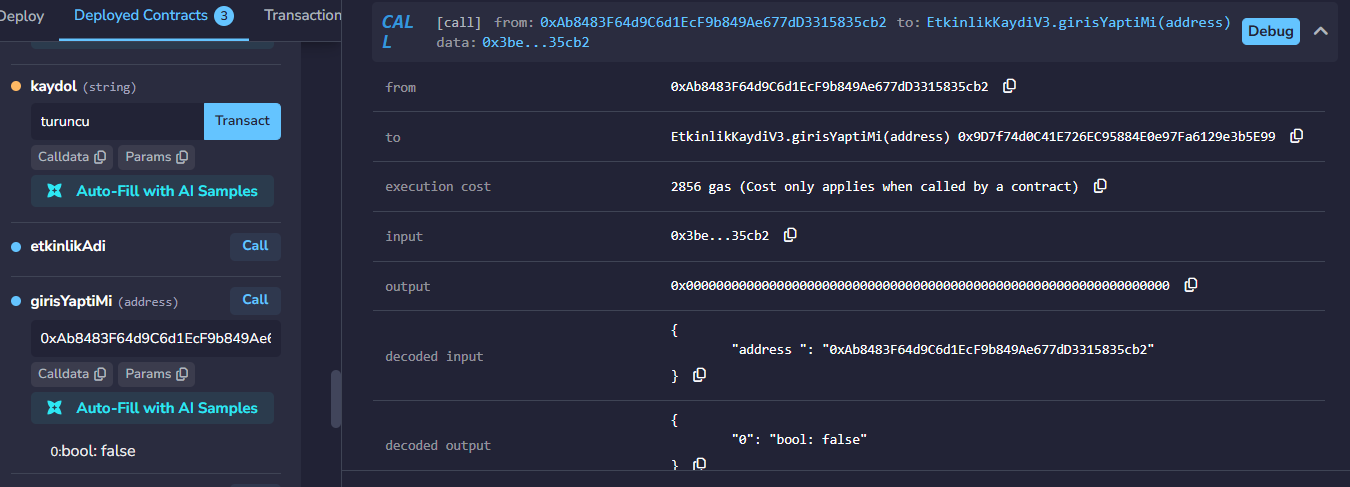 Deploy
Deployed Contracts 3
Transaction
kaydol (string)
turuncu
Transact
Calldata
Params
Auto-Fill with AI Samples
etkinlikAdi
Call
girisYaptiMi (address)
Call
0xAb8483F64d9C6d1EcF9b849Ae6
Calldata
Params
Auto-Fill with AI Samples
0:bool: false
CAL
L
[call] from: 0xAb8483F64d9C6d1EcF9b849Ae677dD3315835cb2 to: EtkinlikKaydiV3.girisYaptiMi(address)
data: 0x3be...35cb2
Debug
from
0xAb8483F64d9C6d1EcF9b849Ae677dD3315835cb2
to
EtkinlikKaydiV3.girisYaptiMi(address) 0x9D7f74d0C41E726EC95884E0e97Fa6129e3b5E99
execution cost
2856 gas (Cost only applies when called by a contract)
input
0x3be...35cb2
output
0x0000000000000000000000000000000000000000000000000000000000000000
decoded input
{
"address ": "0xAb8483F64d9C6d1EcF9b849Ae677dD3315835cb2"
}
decoded output
{
"0": "bool: false"
}